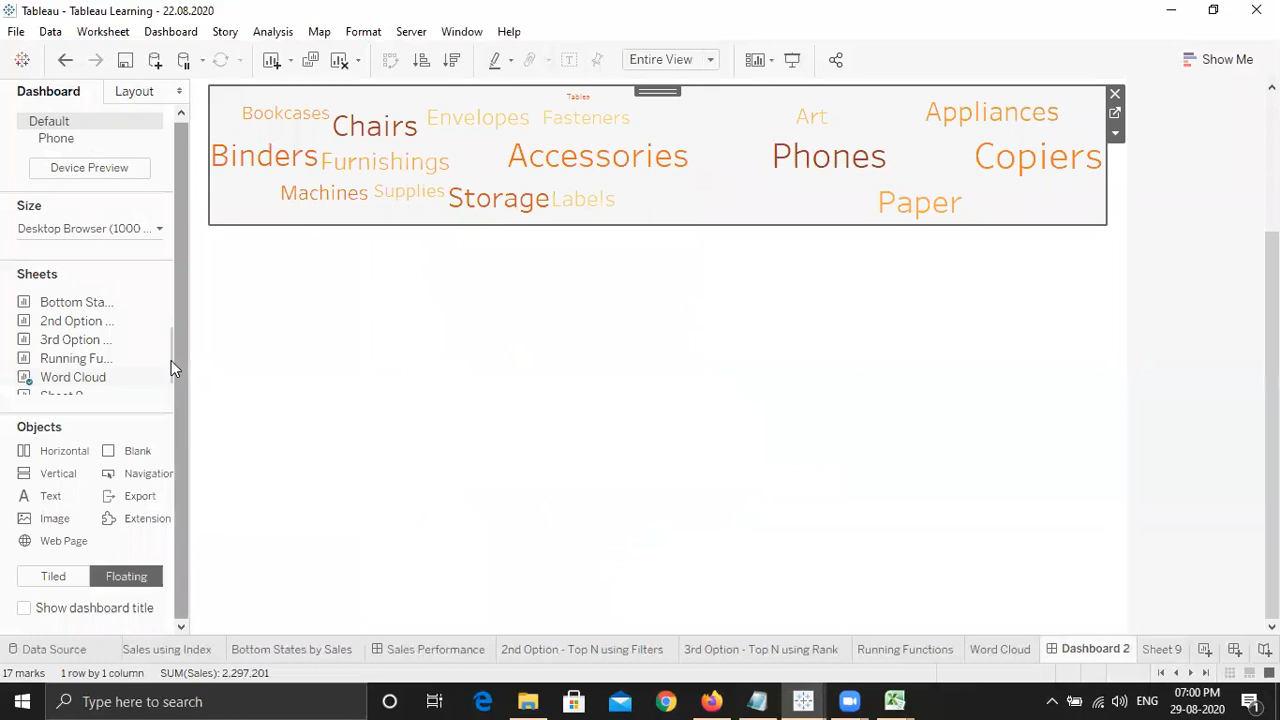 Tableau - Tableau Learning - 22.08.2020
File Data Worksheet Dashboard Story Analysis Map Format Server Window Help
Entire View
Show Me
Dashboard Layout
Default
Phone
Device Preview
Size
Desktop Browser (1000 ...
Sheets
Bottom Sta...
2nd Option ...
3rd Option ...
Running Fu...
Word Cloud
Sheet 9
Objects
Horizontal Blank
Vertical Navigation
Text Export
Image Extension
Web Page
Tiled Floating
Show dashboard title
Tables
Bookcases Chairs Envelopes Fasteners Art Appliances
Binders Furnishings Accessories Phones Copiers
Machines Supplies Storage Labels Paper
Data Source Sales using Index Bottom States by Sales Sales Performance 2nd Option - Top N using Filters 3rd Option - Top N using Rank Running Functions Word Cloud Dashboard 2 Sheet 9
17 marks 1 row by 1 column SUM(Sales): 2,297,201
Type here to search
ENG
07:00 PM
29-08-2020
1